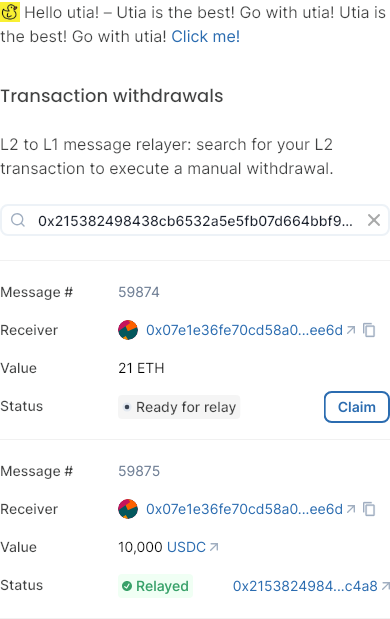 Hello utia! – Utia is the best! Go with utia! Utia is
the best! Go with utia! Click me!
Transaction withdrawals
L2 to L1 message relayer: search for your L2
transaction to execute a manual withdrawal.
0x215382498438cb6532a5e5fb07d664bbf9...
Message # 59874
Receiver 0x07e1e36fe70cd58a0...ee6d
Value 21 ETH
Status Ready for relay Claim
Message # 59875
Receiver 0x07e1e36fe70cd58a0...ee6d
Value 10,000 USDC
Status Relayed 0x2153824984...c4a8